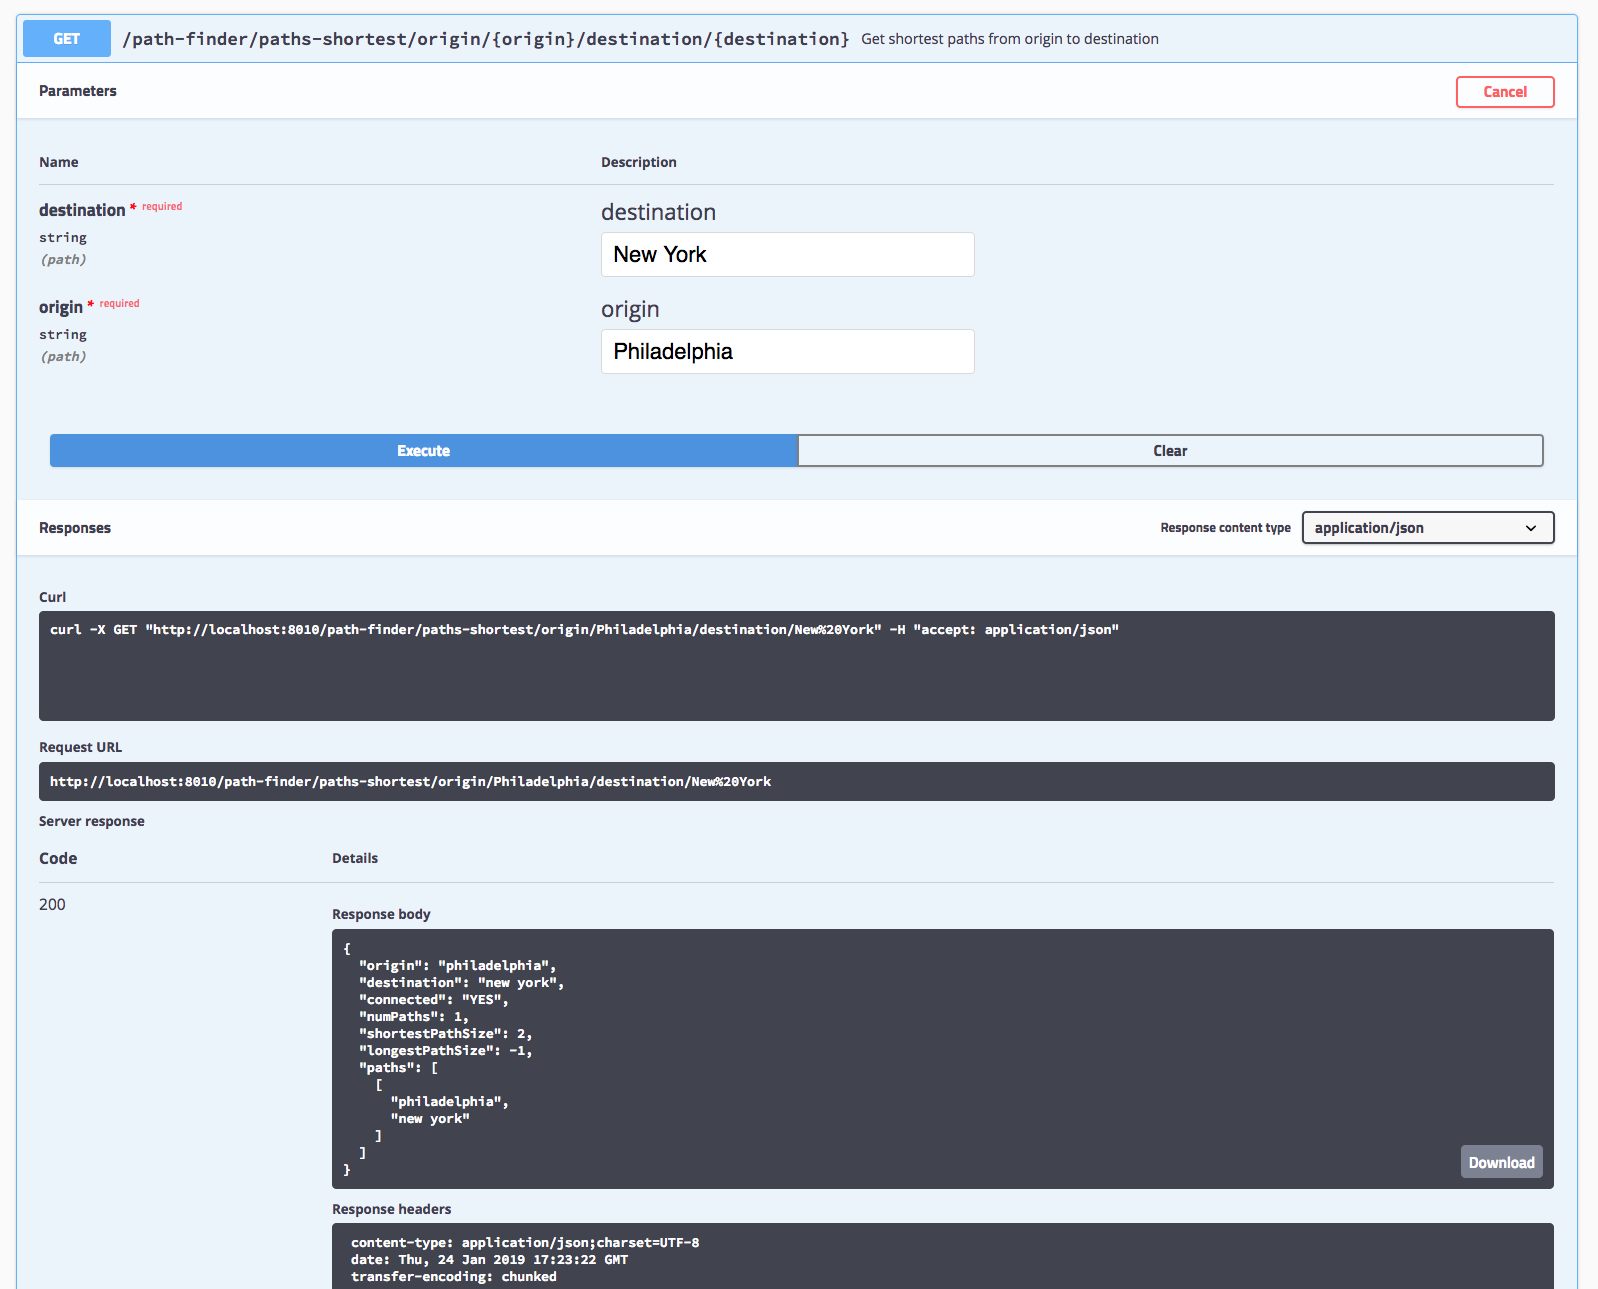 GET /path-finder/paths-shortest/origin/{origin}/destination/{destination} Get shortest paths from origin to destination
Parameters
Cancel
Name Description
destination * required
string
(path)
destination
New York
origin * required
string
(path)
origin
Philadelphia
Execute Clear
Responses
Response content type application/json
Curl
curl -X GET "http://localhost:8010/path-finder/paths-shortest/origin/Philadelphia/destination/New%20York" -H "accept: application/json"
Request URL
http://localhost:8010/path-finder/paths-shortest/origin/Philadelphia/destination/New%20York
Server response
Code Details
200
Response body
{
  "origin": "philadelphia",
  "destination": "new york",
  "connected": "YES",
  "numPaths": 1,
  "shortestPathSize": 2,
  "longestPathSize": -1,
  "paths": [
    [
      "philadelphia",
      "new york"
    ]
  ]
}
Download
Response headers
content-type: application/json;charset=UTF-8
date: Thu, 24 Jan 2019 17:23:22 GMT
transfer-encoding: chunked